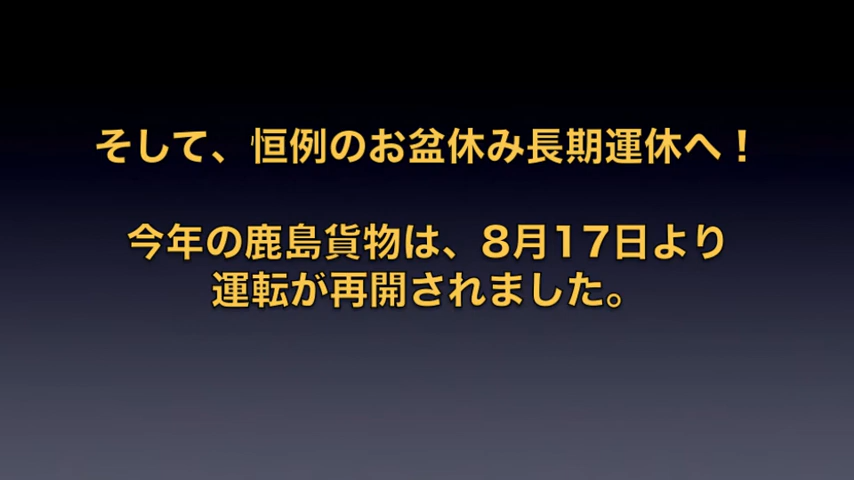 そして、恒例のお盆休み長期運休へ！
今年の鹿島貨物は、8月17日より
運転が再開されました。